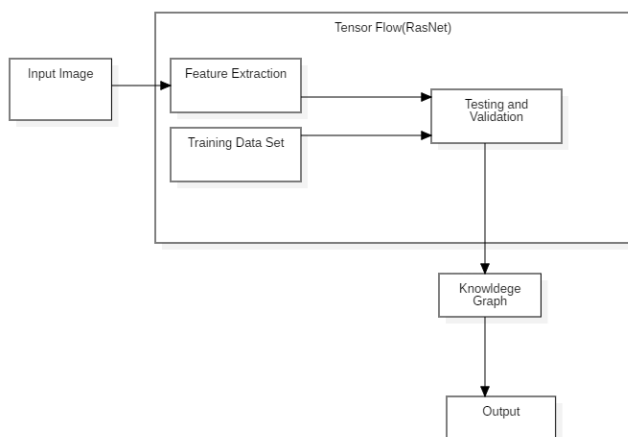 Tensor Flow(RasNet)
Input Image
Feature Extraction
Testing and
Validation
Training Data Set
Knowldege
Graph
Output